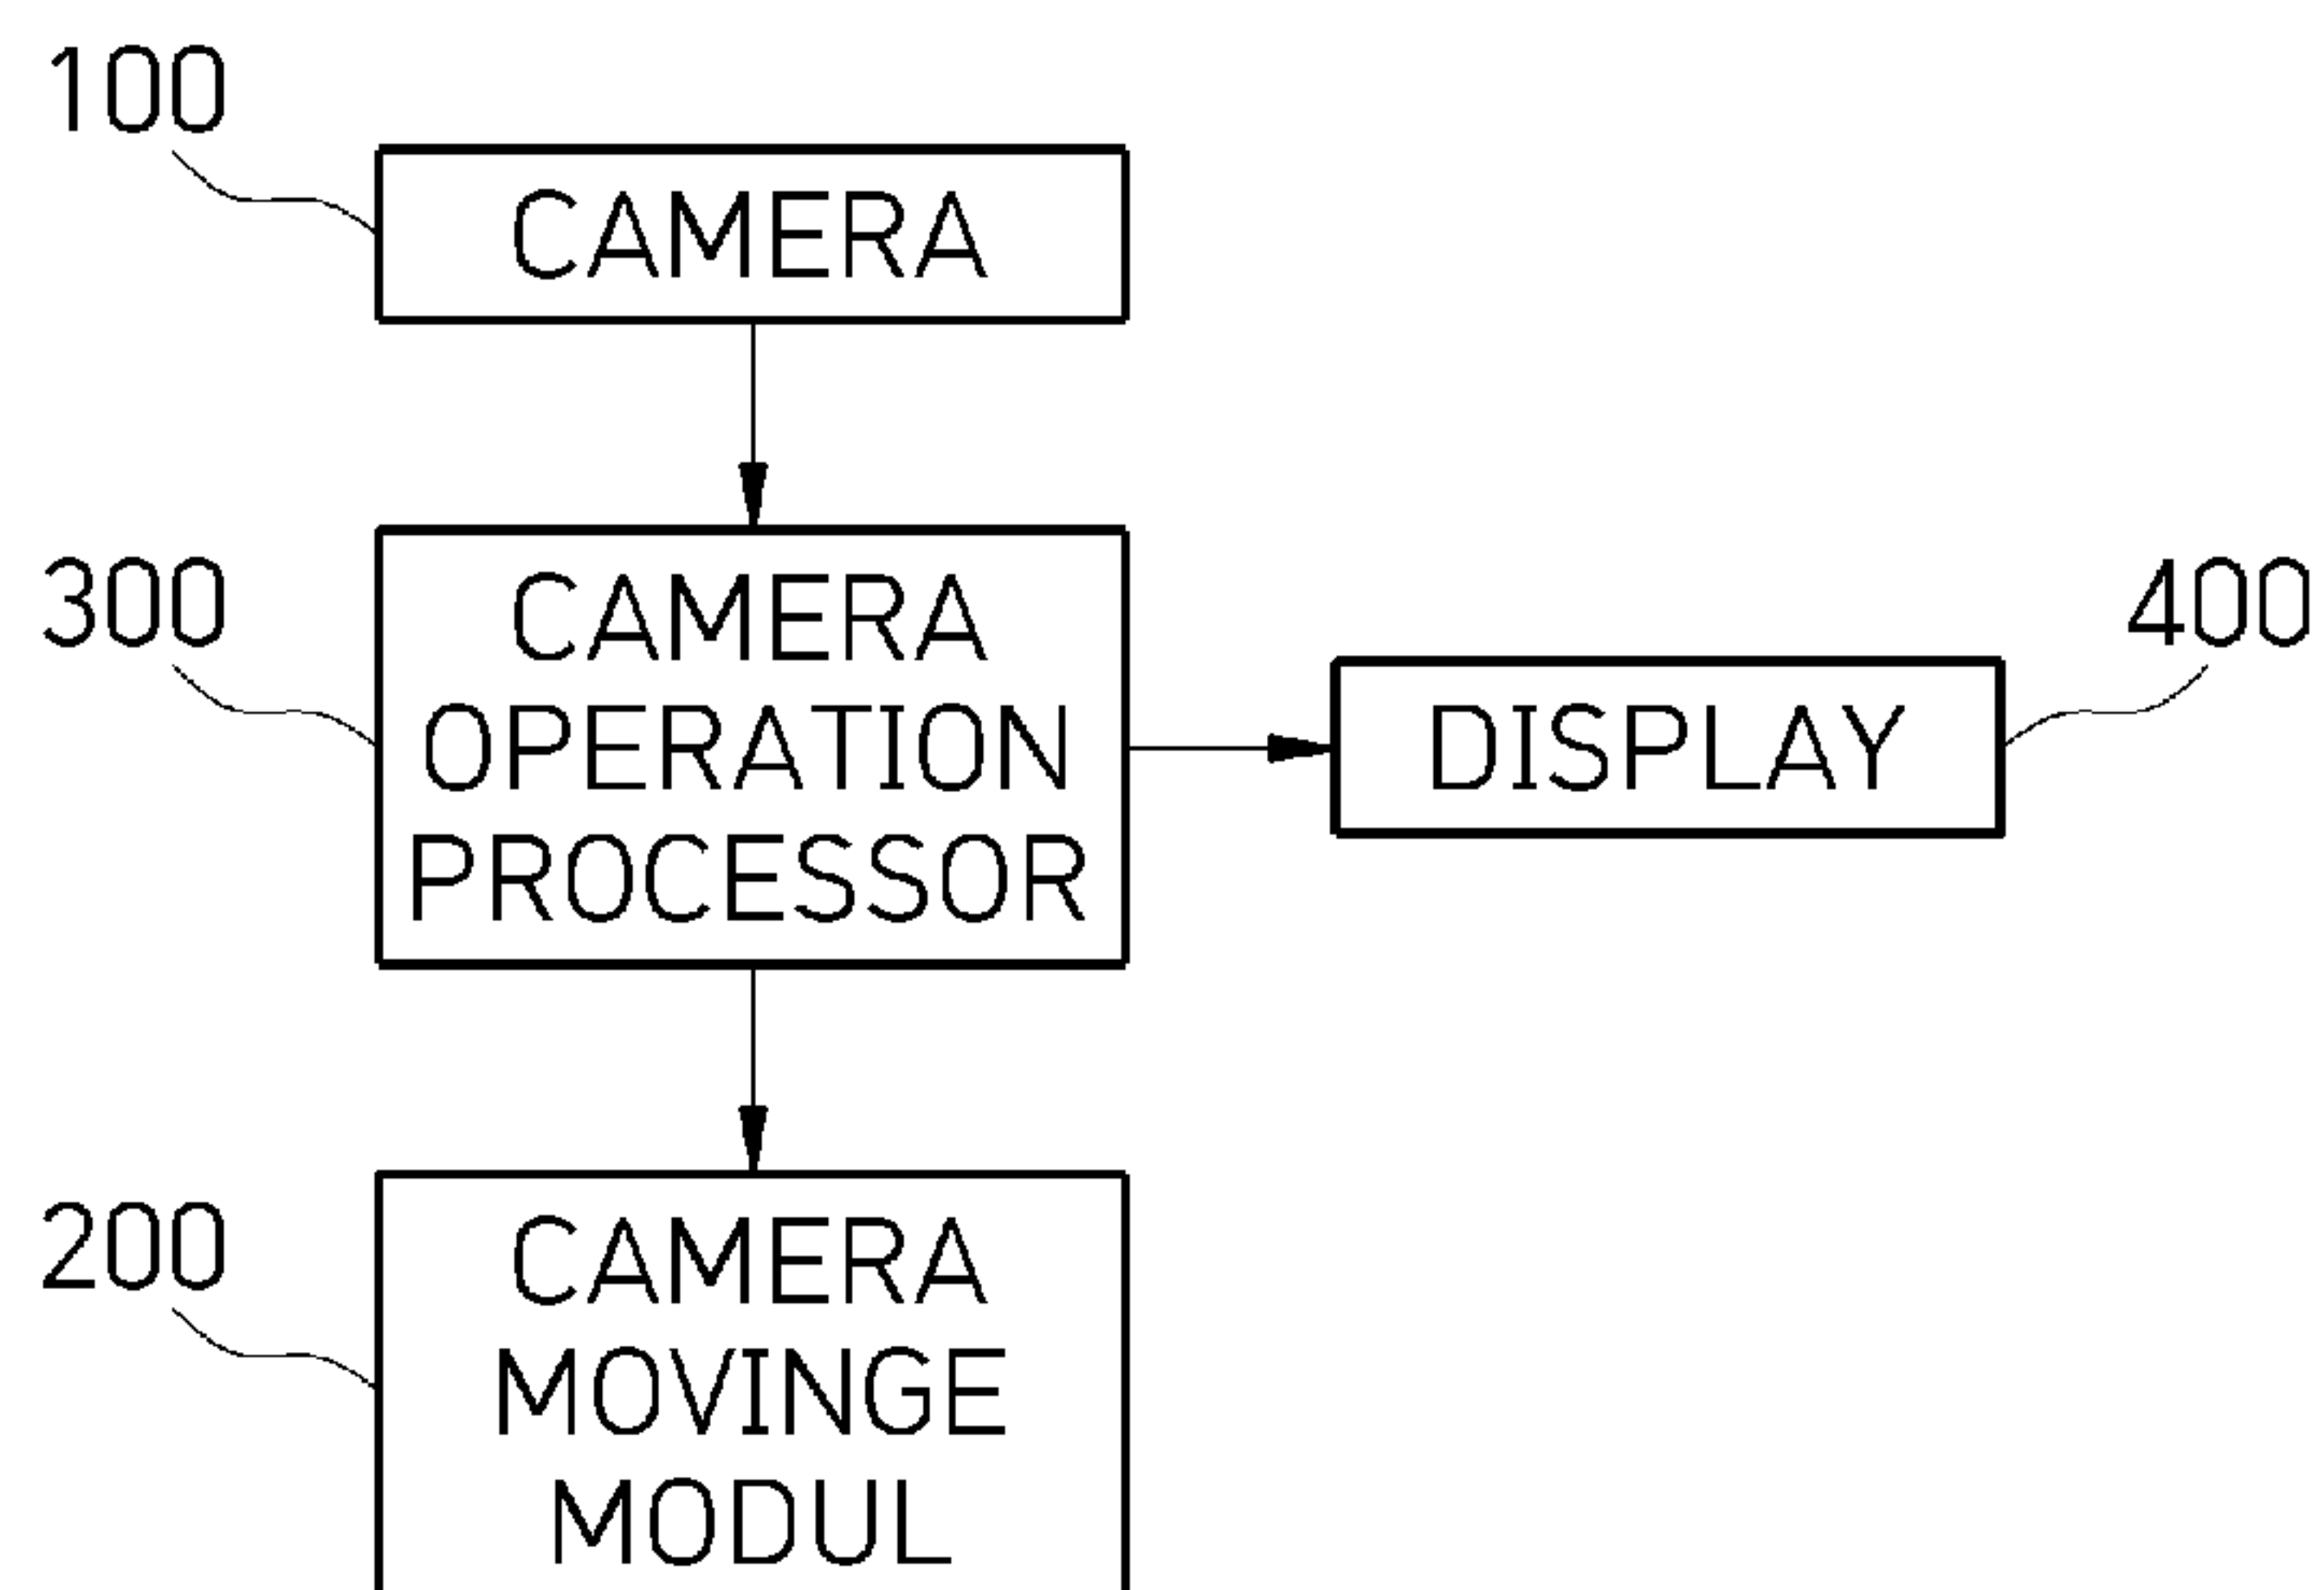 100
CAMERA
300
CAMERA
OPERATION
PROCESSOR
400
DISPLAY
200
CAMERA
MOVINGE
MODUL